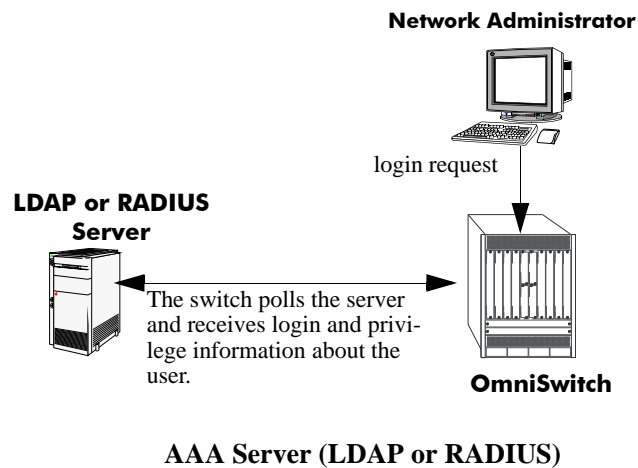 Network Administrator
login request
LDAP or RADIUS
Server
The switch polls the server
and receives login and privi-
lege information about the
user.
OmniSwitch
AAA Server (LDAP or RADIUS)